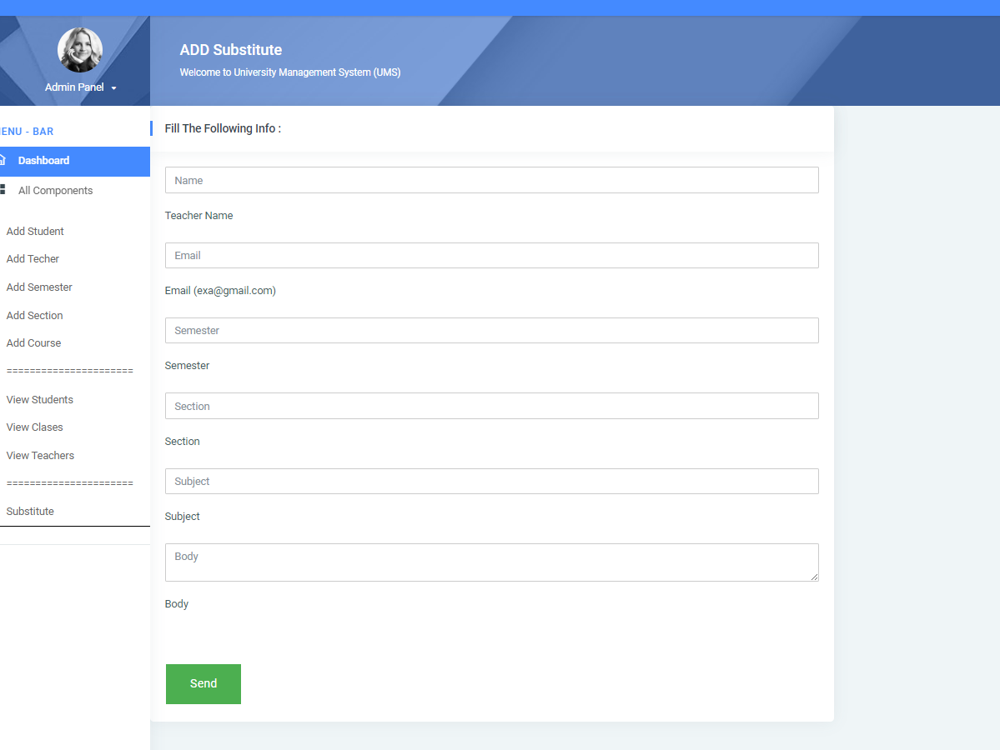 Admin Panel
ADD Substitute
Welcome to University Management System (UMS)
ENU - BAR
Dashboard
All Components
Add Student
Add Techer
Add Semester
Add Section
Add Course
======================
View Students
View Clases
View Teachers
======================
Substitute
Fill The Following Info :
Name
Teacher Name
Email
Email (exa@gmail.com)
Semester
Semester
Section
Section
Subject
Subject
Body
Body
Send